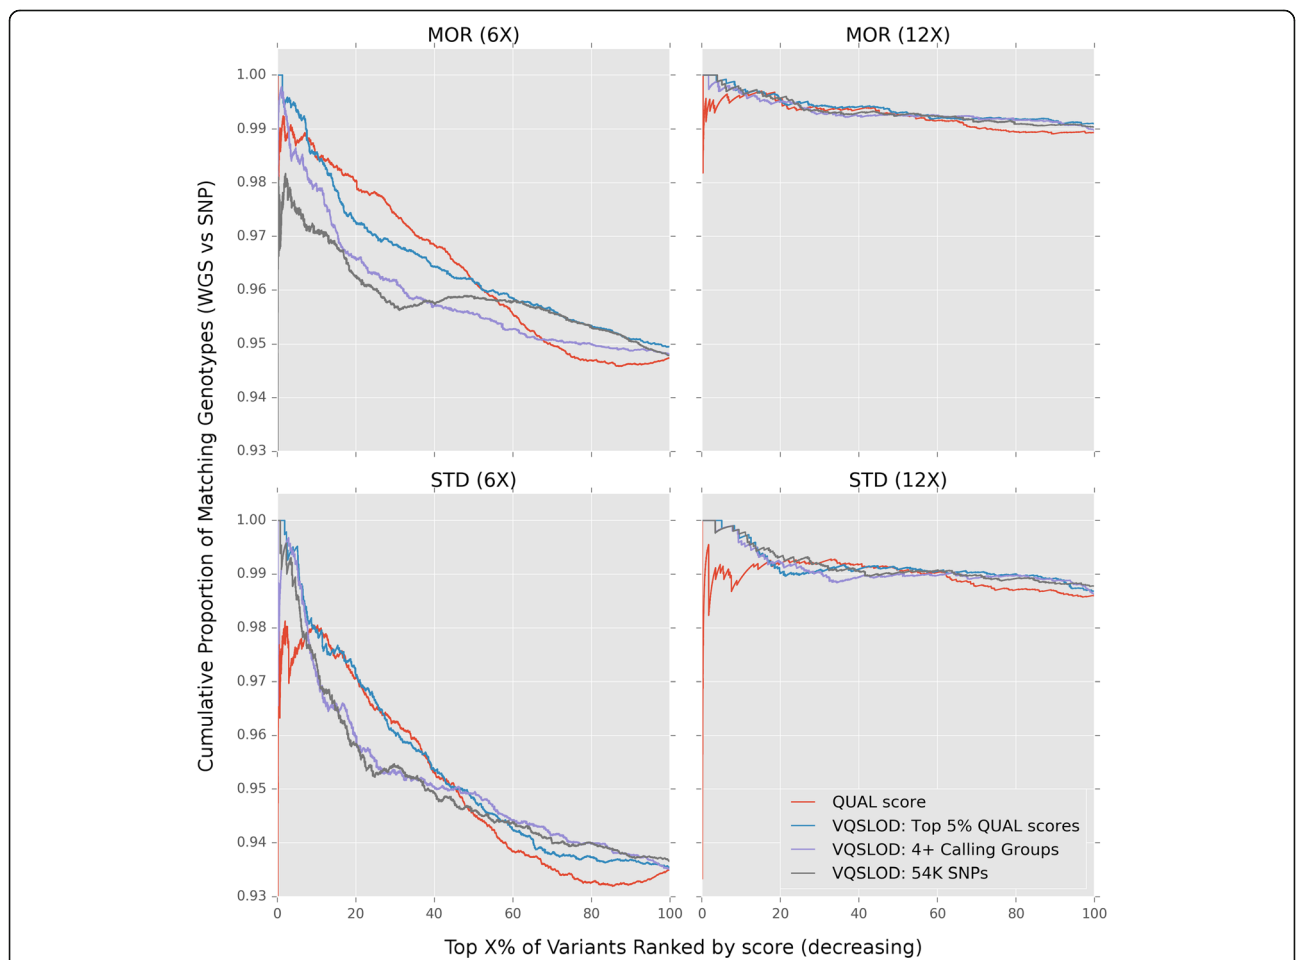 MOR (6X)
MOR (12X)
1.00
0.99
0.98
0.97
0.96
0.95
0.94
0.93
Cumulative Proportion of Matching Genotypes (WGS vs SNP)
STD (6X)
STD (12X)
1.00
0.99
0.98
0.97
0.96
0.95
0.94
0.93
QUAL score
VQSLOD: Top 5% QUAL scores
VQSLOD: 4+ Calling Groups
VQSLOD: 54K SNPs
0 20 40 60 80 100
0 20 40 60 80 100
Top X% of Variants Ranked by score (decreasing)